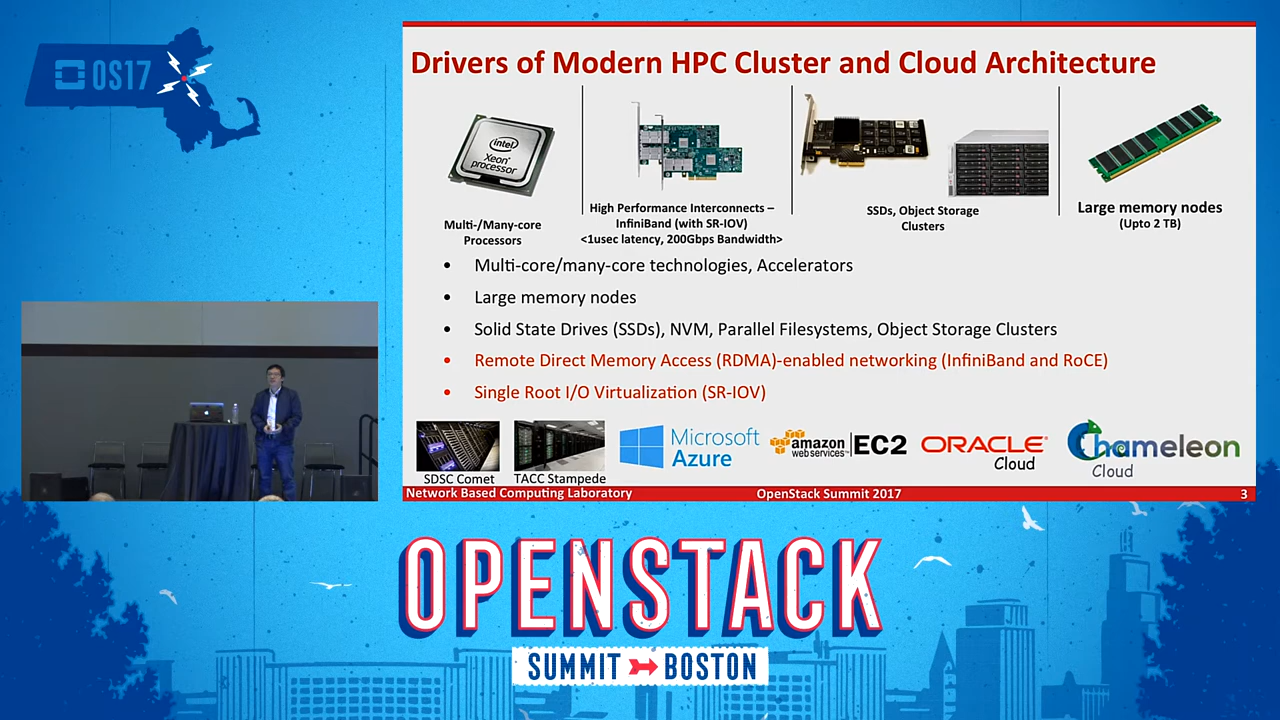 OS17
Drivers of Modern HPC Cluster and Cloud Architecture
intel
Xeon
processor
Multi-/Many-core
Processors
High Performance Interconnects –
InfiniBand (with SR-IOV)
<1usec latency, 200Gbps Bandwidth>
SSDs, Object Storage
Clusters
Large memory nodes
(Upto 2 TB)
• Multi-core/many-core technologies, Accelerators
• Large memory nodes
• Solid State Drives (SSDs), NVM, Parallel Filesystems, Object Storage Clusters
• Remote Direct Memory Access (RDMA)-enabled networking (InfiniBand and RoCE)
• Single Root I/O Virtualization (SR-IOV)
SDSC Comet
TACC Stampede
Microsoft
Azure
amazon
web services™
EC2
ORACLE®
Cloud
Chameleon
Cloud
Network Based Computing Laboratory
OpenStack Summit 2017
3
OPENSTACK
SUMMIT BOSTON